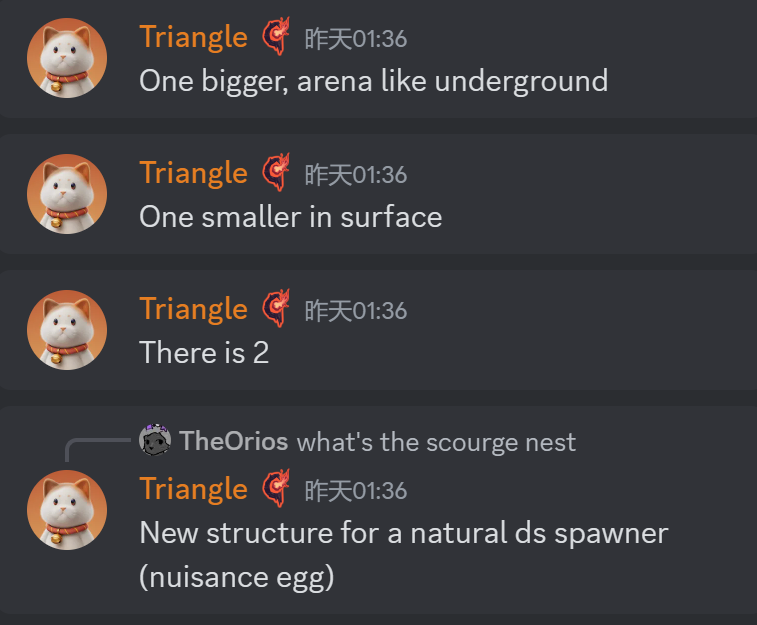 Triangle 昨天01:36
One bigger, arena like underground
Triangle 昨天01:36
One smaller in surface
Triangle 昨天01:36
There is 2
TheOrios what's the scourge nest
Triangle 昨天01:36
New structure for a natural ds spawner
(nuisance egg)